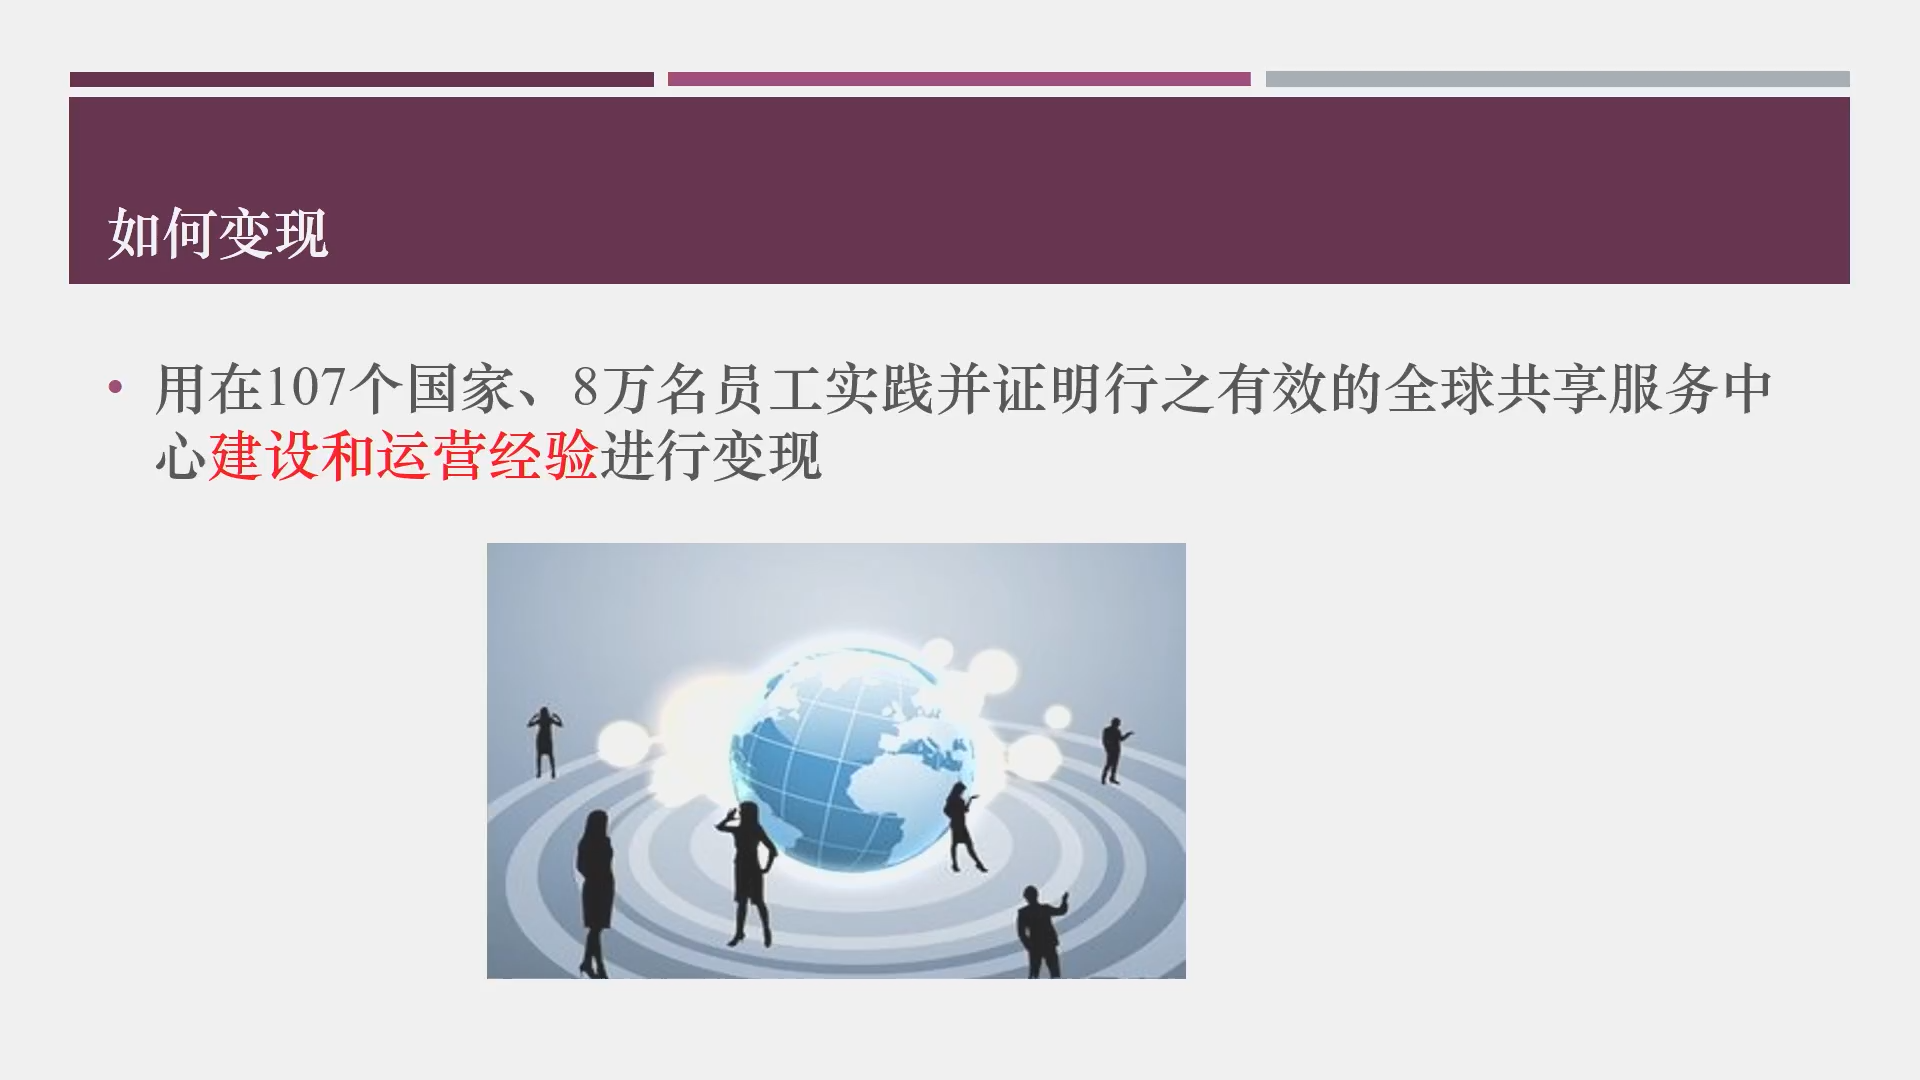 如何变现
• 用在107个国家、8万名员工实践并证明行之有效的全球共享服务中
心建设和运营经验进行变现